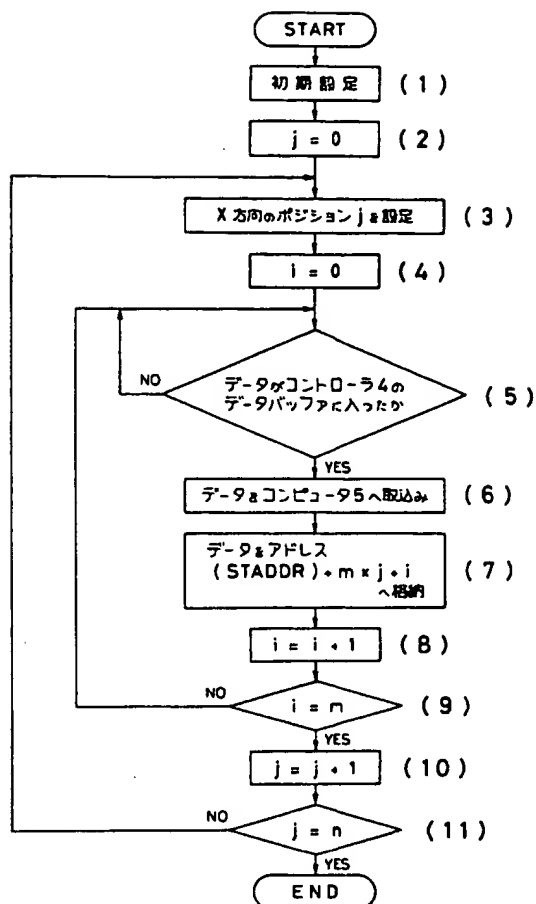 START
初期設定 (1)
j = 0 (2)
X方向のポジションjを設定 (3)
i = 0 (4)
データがコントローラ4の
データバッファに入ったか (5)
NO
YES
データをコンピュータ5へ取込み (6)
データをアドレス
(STADDR)+m×j+i (7)
へ格納
i = i + 1 (8)
NO
i = m (9)
YES
j = j + 1 (10)
NO
j = n (11)
YES
END